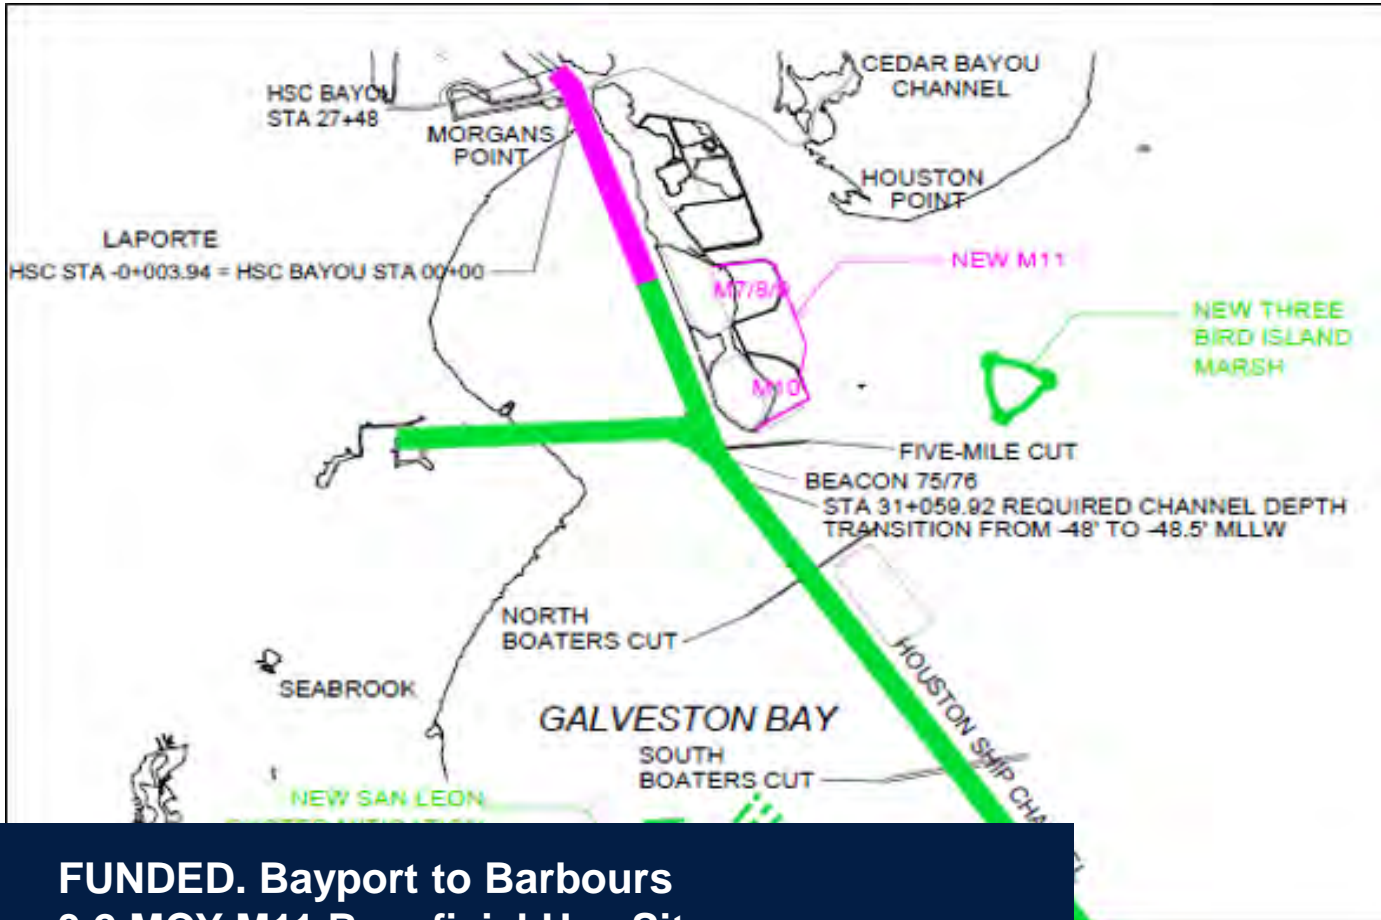 CEDAR BAYOU
CHANNEL
HSC BAYOU
STA 27+48
MORGANS
POINT
HOUSTON
POINT
LAPORTE
HSC STA -0+003.94 = HSC BAYOU STA 00+00
NEW M11
M7/8/9
NEW THREE
BIRD ISLAND
MARSH
M10
FIVE-MILE CUT
BEACON 75/76
STA 31+059.92 REQUIRED CHANNEL DEPTH
TRANSITION FROM -48' TO -48.5' MLLW
NORTH
BOATERS CUT
HOUSTON SHIP
SEABROOK
GALVESTON BAY
SOUTH
BOATERS CUT
NEW SAN LEON
FUNDED. Bayport to Barbours
M11